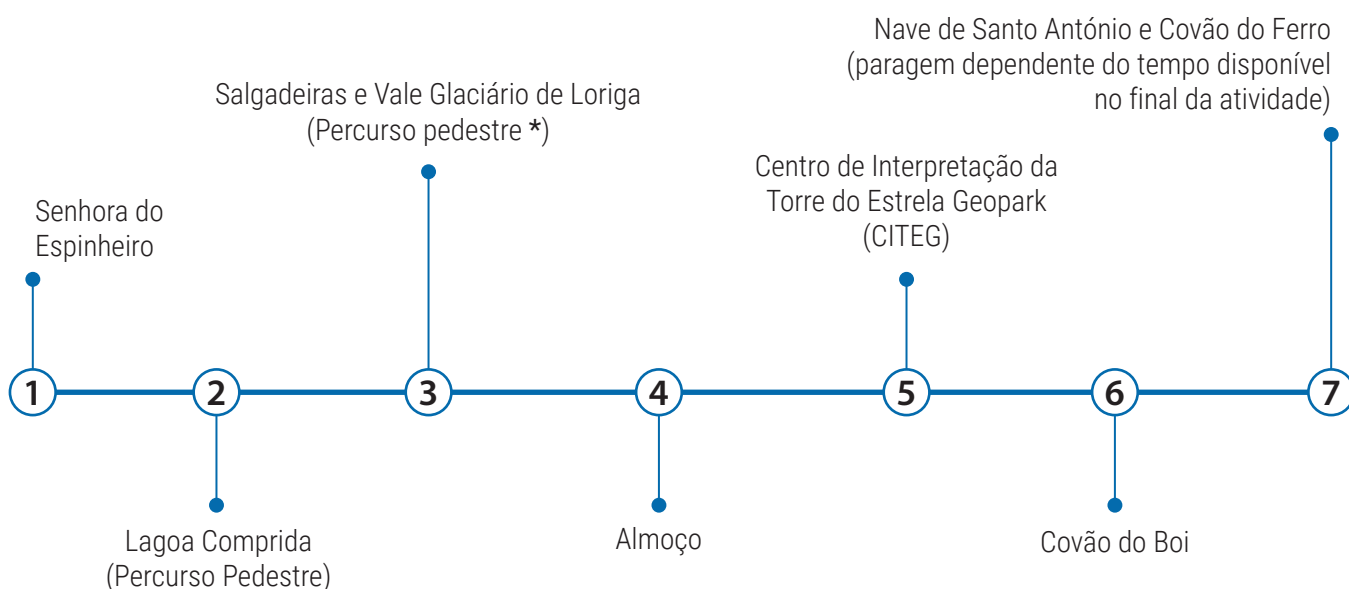 Nave de Santo António e Covão do Ferro
(paragem dependente do tempo disponível
no final da atividade)
Salgadeiras e Vale Glaciário de Loriga
(Percurso pedestre *)
Centro de Interpretação da
Torre do Estrela Geopark
(CITEG)
Senhora do
Espinheiro
1
2
3
4
5
6
7
Lagoa Comprida
(Percurso Pedestre)
Almoço
Covão do Boi